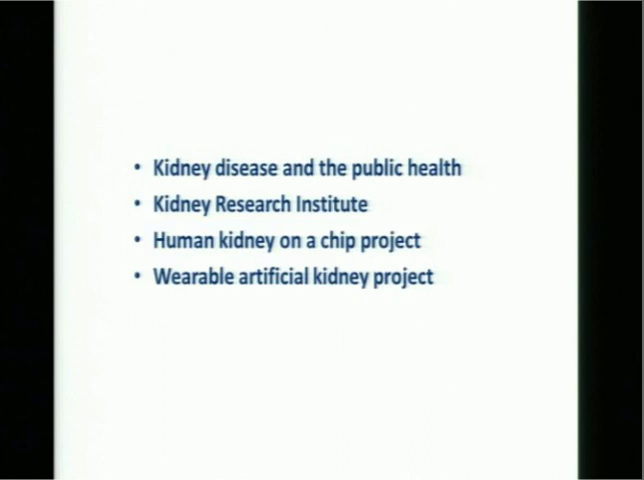 • Kidney disease and the public health
• Kidney Research Institute
• Human kidney on a chip project
• Wearable artificial kidney project